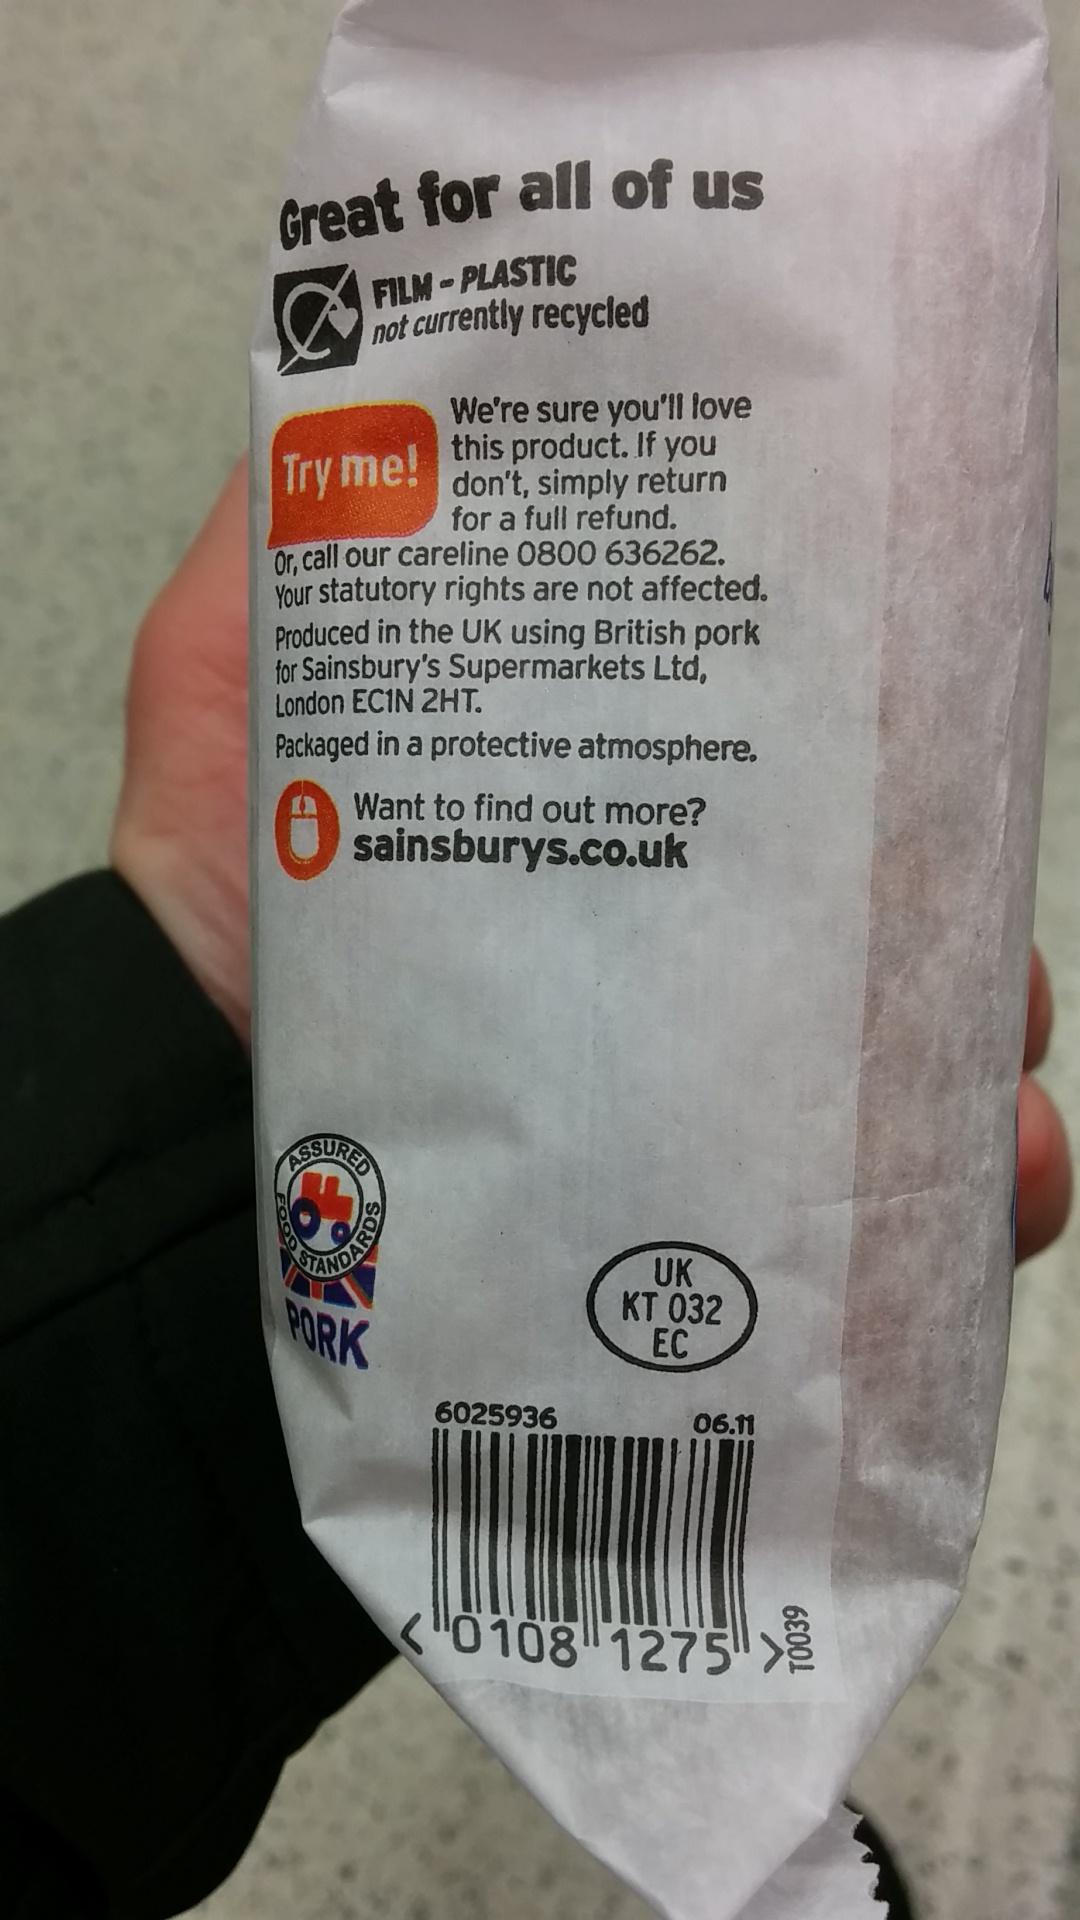 Great for all of us
FILM - PLASTIC
not currently recycled
Try me!
We're sure you'll love
this product. If you
don't, simply return
for a full refund.
Or, call our careline 0800 636262.
Your statutory rights are not affected.
Produced in the UK using British pork
for Sainsbury's Supermarkets Ltd,
London EC1N 2HT.
Packaged in a protective atmosphere.
Want to find out more?
sainsburys.co.uk
ASSURED
FOOD STANDARDS
PORK
UK
KT 032
EC
6025936 06.11
< 0108 1275 >
T0039